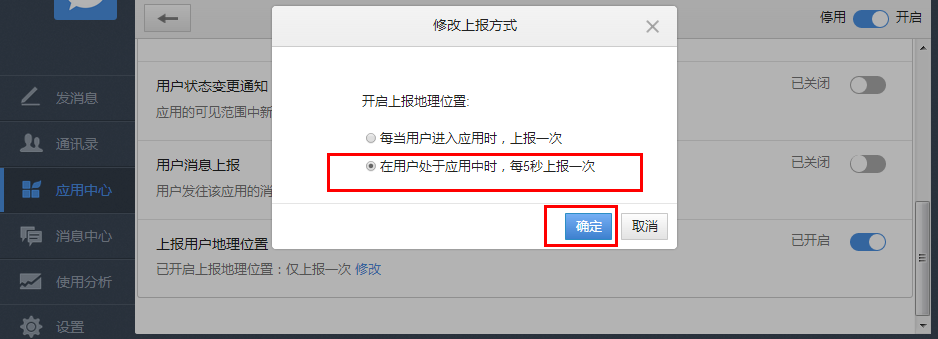 停用
开启
发消息
通讯录
应用中心
消息中心
使用分析
设置
用户状态变更通知
应用的可见范围中新
已关闭
用户消息上报
用户发往该应用的消
已关闭
上报用户地理位置
已开启上报地理位置：仅上报一次 修改
已开启
修改上报方式
开启上报地理位置:
每当用户进入应用时，上报一次
在用户处于应用中时，每5秒上报一次
确定
取消